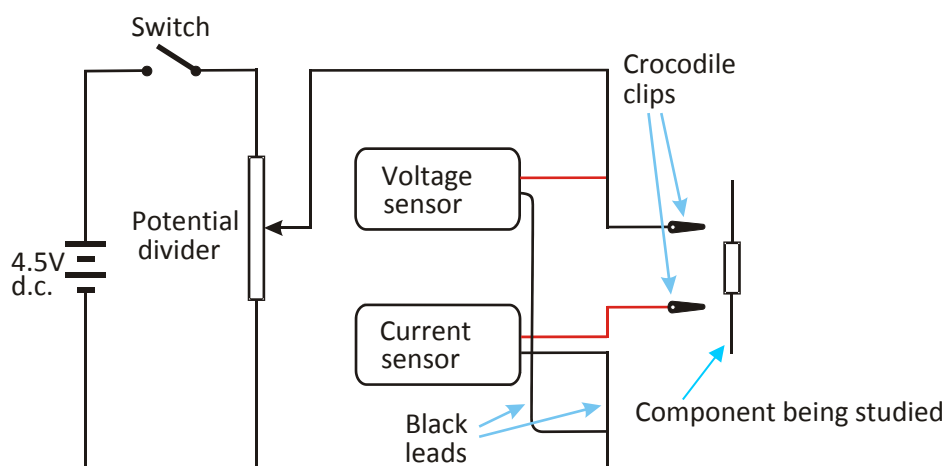 Switch
Crocodile
clips
Voltage
sensor
Potential
divider
4.5V
d.c.
Current
sensor
Black
leads
Component being studied